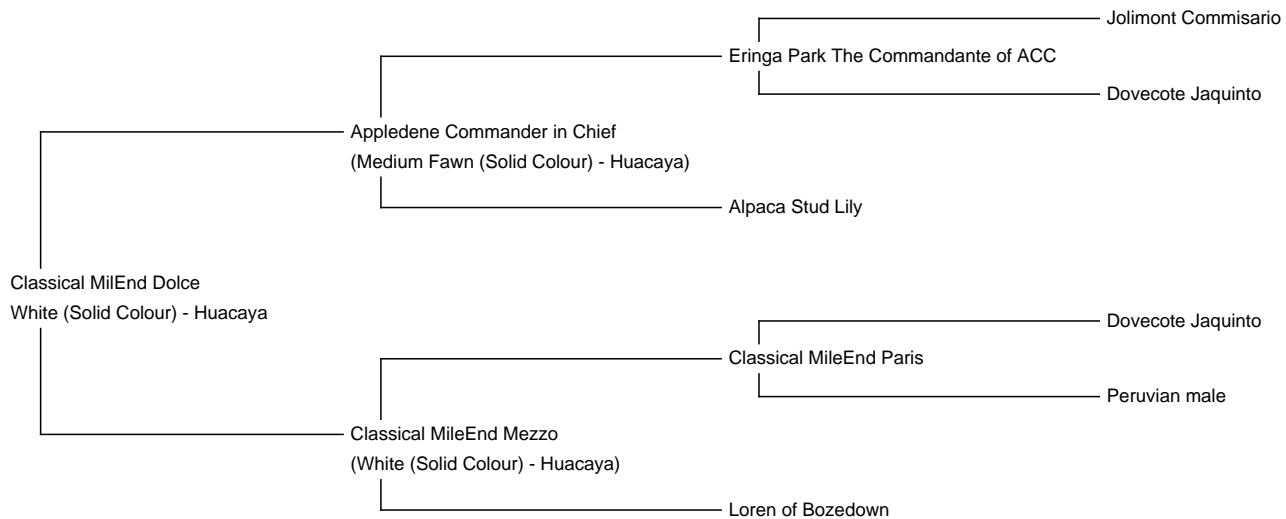 Jolimont Commisario
Eringa Park The Commandante of ACC
Dovecote Jaquinto
Appledene Commander in Chief
(Medium Fawn (Solid Colour) - Huacaya)
Alpaca Stud Lily
Classical MilEnd Dolce
White (Solid Colour) - Huacaya
Dovecote Jaquinto
Classical MileEnd Paris
Peruvian male
Classical MileEnd Mezzo
(White (Solid Colour) - Huacaya)
Loren of Bozedown